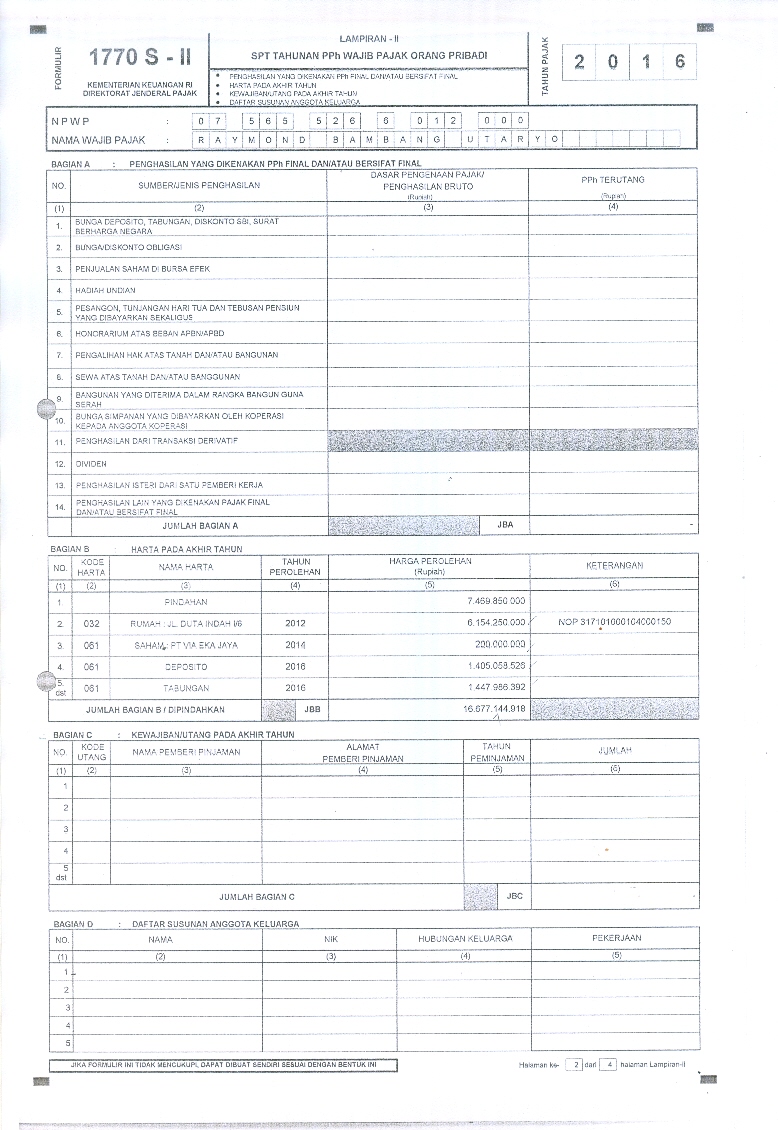 LAMPIRAN - II
FORMULIR
1770 S - II
SPT TAHUNAN PPh WAJIB PAJAK ORANG PRIBADI
KEMENTERIAN KEUANGAN RI
DIREKTORAT JENDERAL PAJAK
• PENGHASILAN YANG DIKENAKAN PPh FINAL DAN/ATAU BERSIFAT FINAL
• HARTA PADA AKHIR TAHUN
• KEWAJIBAN/UTANG PADA AKHIR TAHUN
• DAFTAR SUSUNAN ANGGOTA KELUARGA
TAHUN PAJAK
2 0 1 6
N P W P : 0 7 5 6 5 5 2 6 6 0 1 2 0 0 0
NAMA WAJIB PAJAK : R A Y M O N D B A M B A N G U T A R Y O
BAGIAN A : PENGHASILAN YANG DIKENAKAN PPh FINAL DAN/ATAU BERSIFAT FINAL
NO. SUMBER/JENIS PENGHASILAN DASAR PENGENAAN PAJAK/ PENGHASILAN BRUTO (Rupiah) PPh TERUTANG (Rupiah)
(1) (2) (3) (4)
1. BUNGA DEPOSITO, TABUNGAN, DISKONTO SBI, SURAT
BERHARGA NEGARA
2. BUNGA/DISKONTO OBLIGASI
3. PENJUALAN SAHAM DI BURSA EFEK
4. HADIAH UNDIAN
5. PESANGON, TUNJANGAN HARI TUA DAN TEBUSAN PENSIUN
YANG DIBAYARKAN SEKALIGUS
6. HONORARIUM ATAS BEBAN APBN/APBD
7. PENGALIHAN HAK ATAS TANAH DAN/ATAU BANGUNAN
8. SEWA ATAS TANAH DAN/ATAU BANGGUNAN
9. BANGUNAN YANG DITERIMA DALAM RANGKA BANGUN GUNA
SERAH
10. BUNGA SIMPANAN YANG DIBAYARKAN OLEH KOPERASI
KEPADA ANGGOTA KOPERASI
11. PENGHASILAN DARI TRANSAKSI DERIVATIF
12. DIVIDEN
13. PENGHASILAN ISTERI DARI SATU PEMBERI KERJA
14. PENGHASILAN LAIN YANG DIKENAKAN PAJAK FINAL
DAN/ATAU BERSIFAT FINAL
JUMLAH BAGIAN A JBA -
BAGIAN B : HARTA PADA AKHIR TAHUN
NO. KODE HARTA NAMA HARTA TAHUN PEROLEHAN HARGA PEROLEHAN (Rupiah) KETERANGAN
(1) (2) (3) (4) (5) (6)
1. PINDAHAN 7.469.850.000
2. 032 RUMAH : JL. DUTA INDAH I/6 2012 6.154.250.000 NOP 317101000104000150
3. 061 SAHAM : PT VIA EKA JAYA 2014 200.000.000
4. 061 DEPOSITO 2016 1.405.058.526
5. dst 061 TABUNGAN 2016 1.447.986.392
JUMLAH BAGIAN B / DIPINDAHKAN JBB 16.677.144.918
BAGIAN C : KEWAJIBAN/UTANG PADA AKHIR TAHUN
NO. KODE UTANG NAMA PEMBERI PINJAMAN ALAMAT PEMBERI PINJAMAN TAHUN PEMINJAMAN JUMLAH
(1) (2) (3) (4) (5) (6)
1
2
3
4
5
dst
JUMLAH BAGIAN C JBC -
BAGIAN D : DAFTAR SUSUNAN ANGGOTA KELUARGA
NO. NAMA NIK HUBUNGAN KELUARGA PEKERJAAN
(1) (2) (3) (4) (5)
1
2
3
4
5
JIKA FORMULIR INI TIDAK MENCUKUPI, DAPAT DIBUAT SENDIRI SESUAI DENGAN BENTUK INI
Halaman ke- 2 dari 4 halaman Lampiran-II